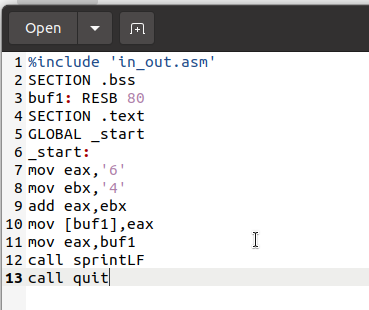 Open
1 %include 'in_out.asm'
2 SECTION .bss
3 buf1: RESB 80
4 SECTION .text
5 GLOBAL _start
6 _start:
7 mov eax,'6'
8 mov ebx,'4'
9 add eax,ebx
10 mov [buf1],eax
11 mov eax,buf1
12 call sprintLF
13 call quit